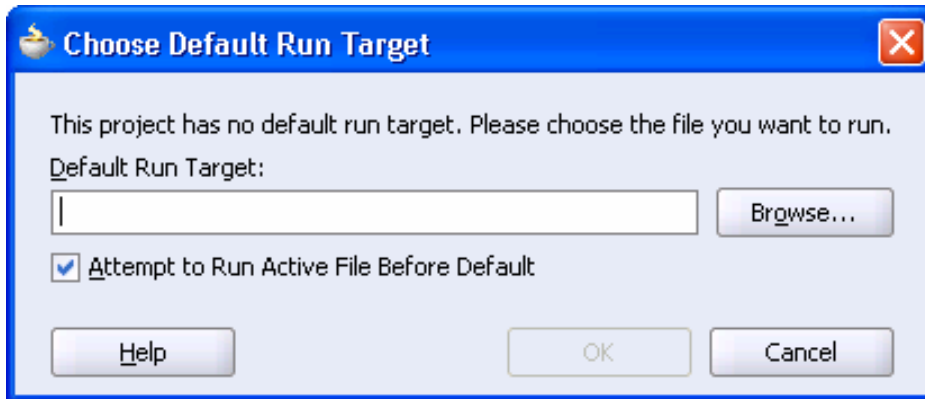 Choose Default Run Target
This project has no default run target. Please choose the file you want to run.
Default Run Target:
Browse...
Attempt to Run Active File Before Default
Help
OK
Cancel